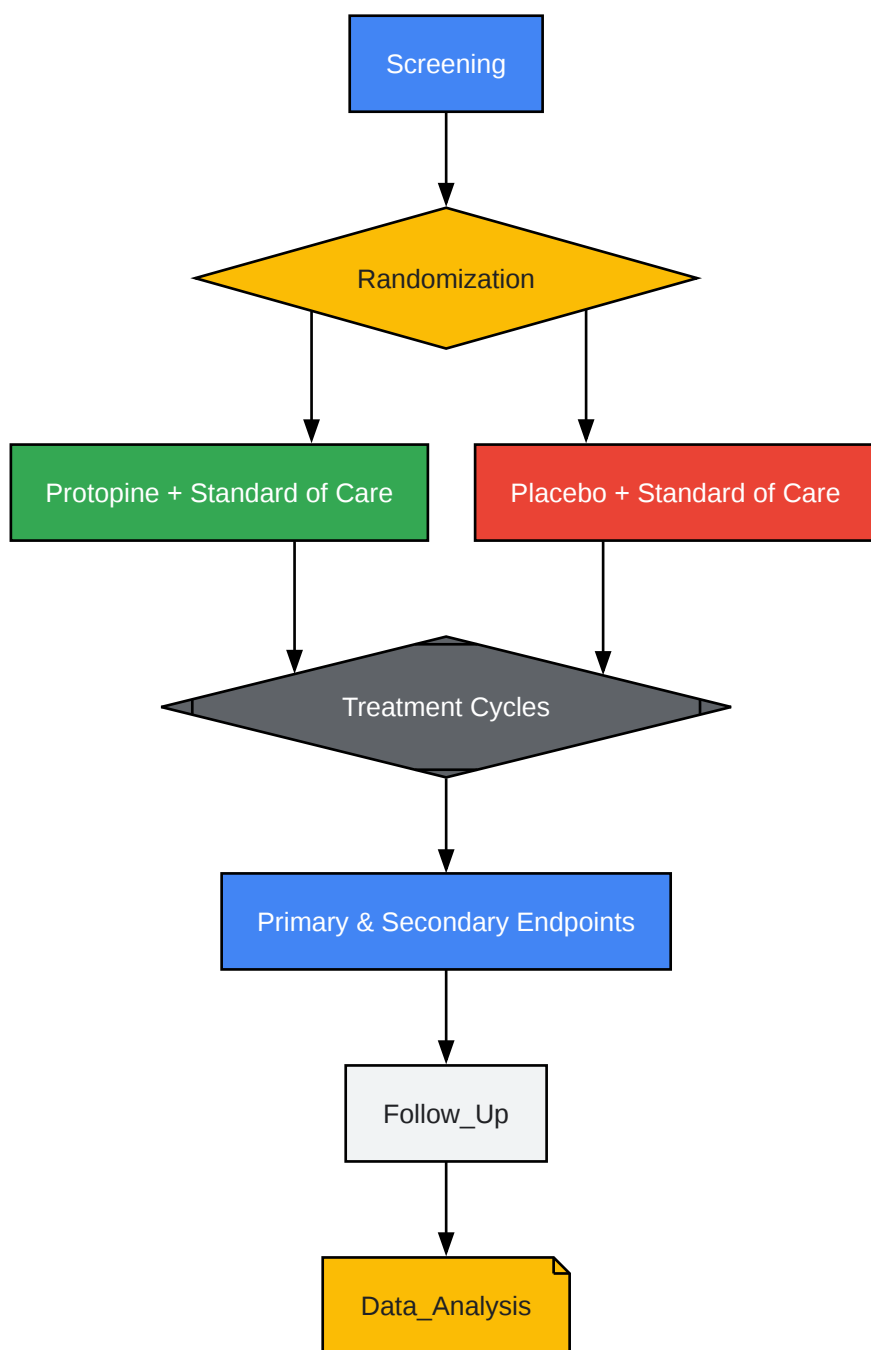 Screening
Randomization
Protopine + Standard of Care
Placebo + Standard of Care
Treatment Cycles
Primary & Secondary Endpoints
Follow_Up
Data_Analysis